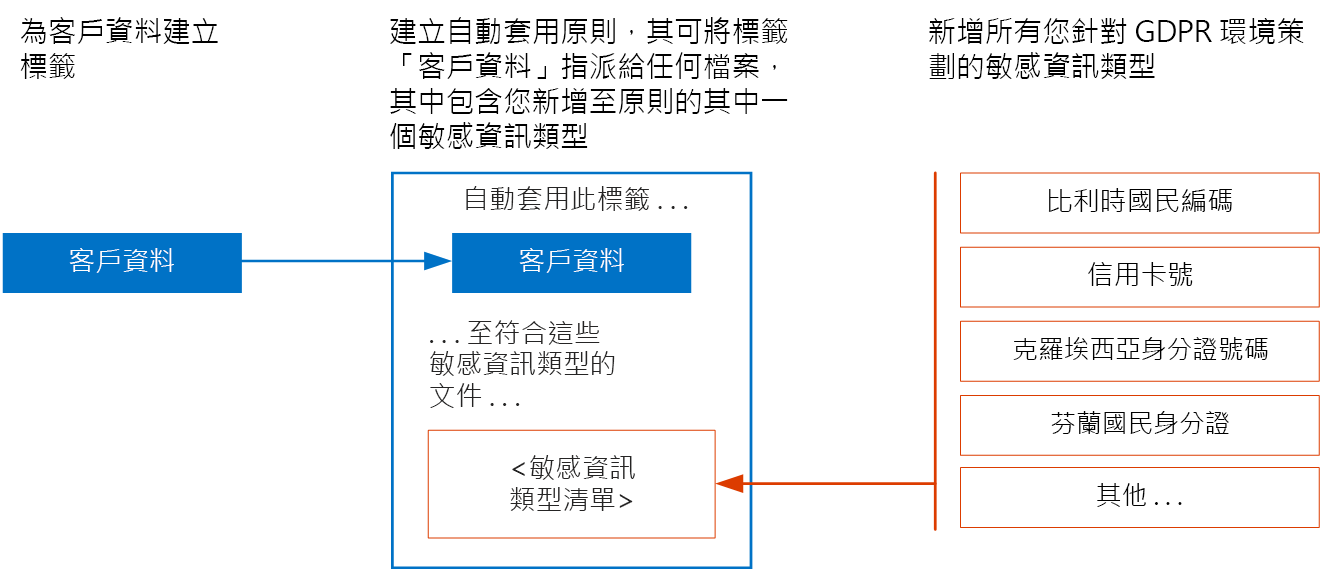 為客戶資料建立
標籤
建立自動套用原則，其可將標籤
「客戶資料」指派給任何檔案，
其中包含您新增至原則的其中一
個敏感資訊類型
新增所有您針對 GDPR 環境策
劃的敏感資訊類型
客戶資料
自動套用此標籤 . . .
客戶資料
. . . 至符合這些
敏感資訊類型的
文件 . . .
<敏感資訊
類型清單>
比利時國民編碼
信用卡號
克羅埃西亞身分證號碼
芬蘭國民身分證
其他 . . .